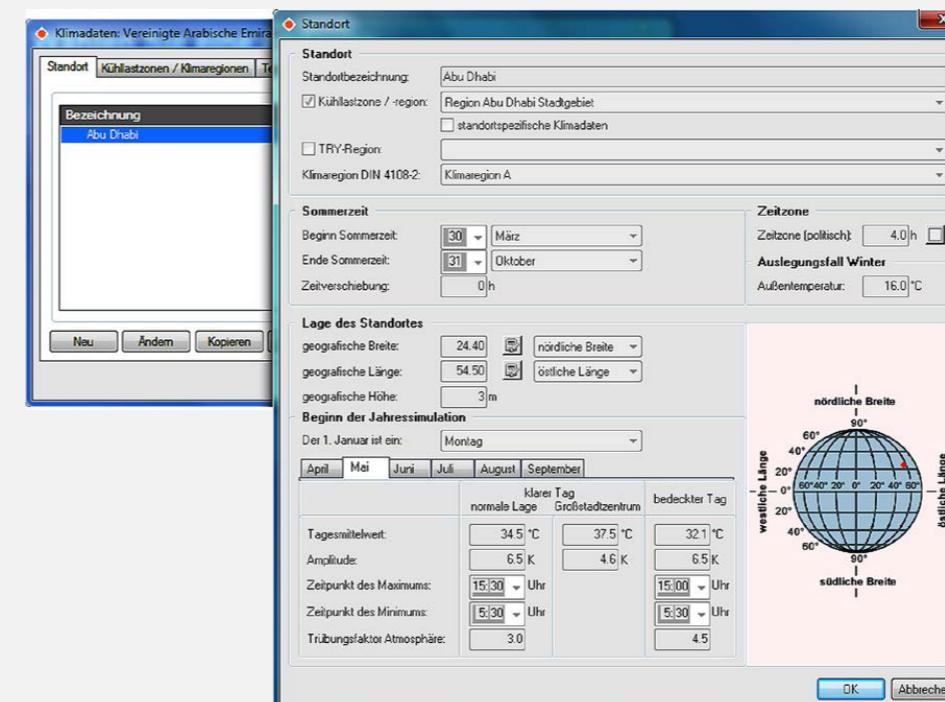 Klimadaten: Vereinigte Arabische Emira
Standort Kühllastzonen / Klimaregionen Te
Bezeichnung
Abu Dhabi
Neu Ändern Kopieren
Standort
Standort
Standortbezeichnung: Abu Dhabi
Kühllastzone / -region: Region Abu Dhabi Stadtgebiet
standortspezifische Klimadaten
TRY-Region:
Klimaregion DIN 4108-2: Klimaregion A
Sommerzeit
Beginn Sommerzeit: 30 März
Ende Sommerzeit: 31 Oktober
Zeitverschiebung: 0 h
Zeitzone
Zeitzone (politisch): 4.0 h
Auslegungsfall Winter
Außentemperatur: 16.0 °C
Lage des Standortes
geografische Breite: 24.40 nördliche Breite
geografische Länge: 54.50 östliche Länge
geografische Höhe: 3 m
Beginn der Jahressimulation
Der 1. Januar ist ein: Montag
April Mai Juni Juli August September
klarer Tag
normale Lage Großstadtzentrum bedeckter Tag
Tagesmittelwert: 34.5 °C 37.5 °C 32.1 °C
Amplitude: 6.5 K 4.6 K 6.5 K
Zeitpunkt des Maximums: 15:30 Uhr 15:00 Uhr
Zeitpunkt des Minimums: 5:30 Uhr 5:30 Uhr
Trübungsfaktor Atmosphäre: 3.0 4.5
nördliche Breite
90°
60°
40°
20°
0°
60° 40° 20° 0° 20° 40° 60°
20°
40°
60°
90°
südliche Breite
westliche Länge
östliche Länge
OK Abbreche